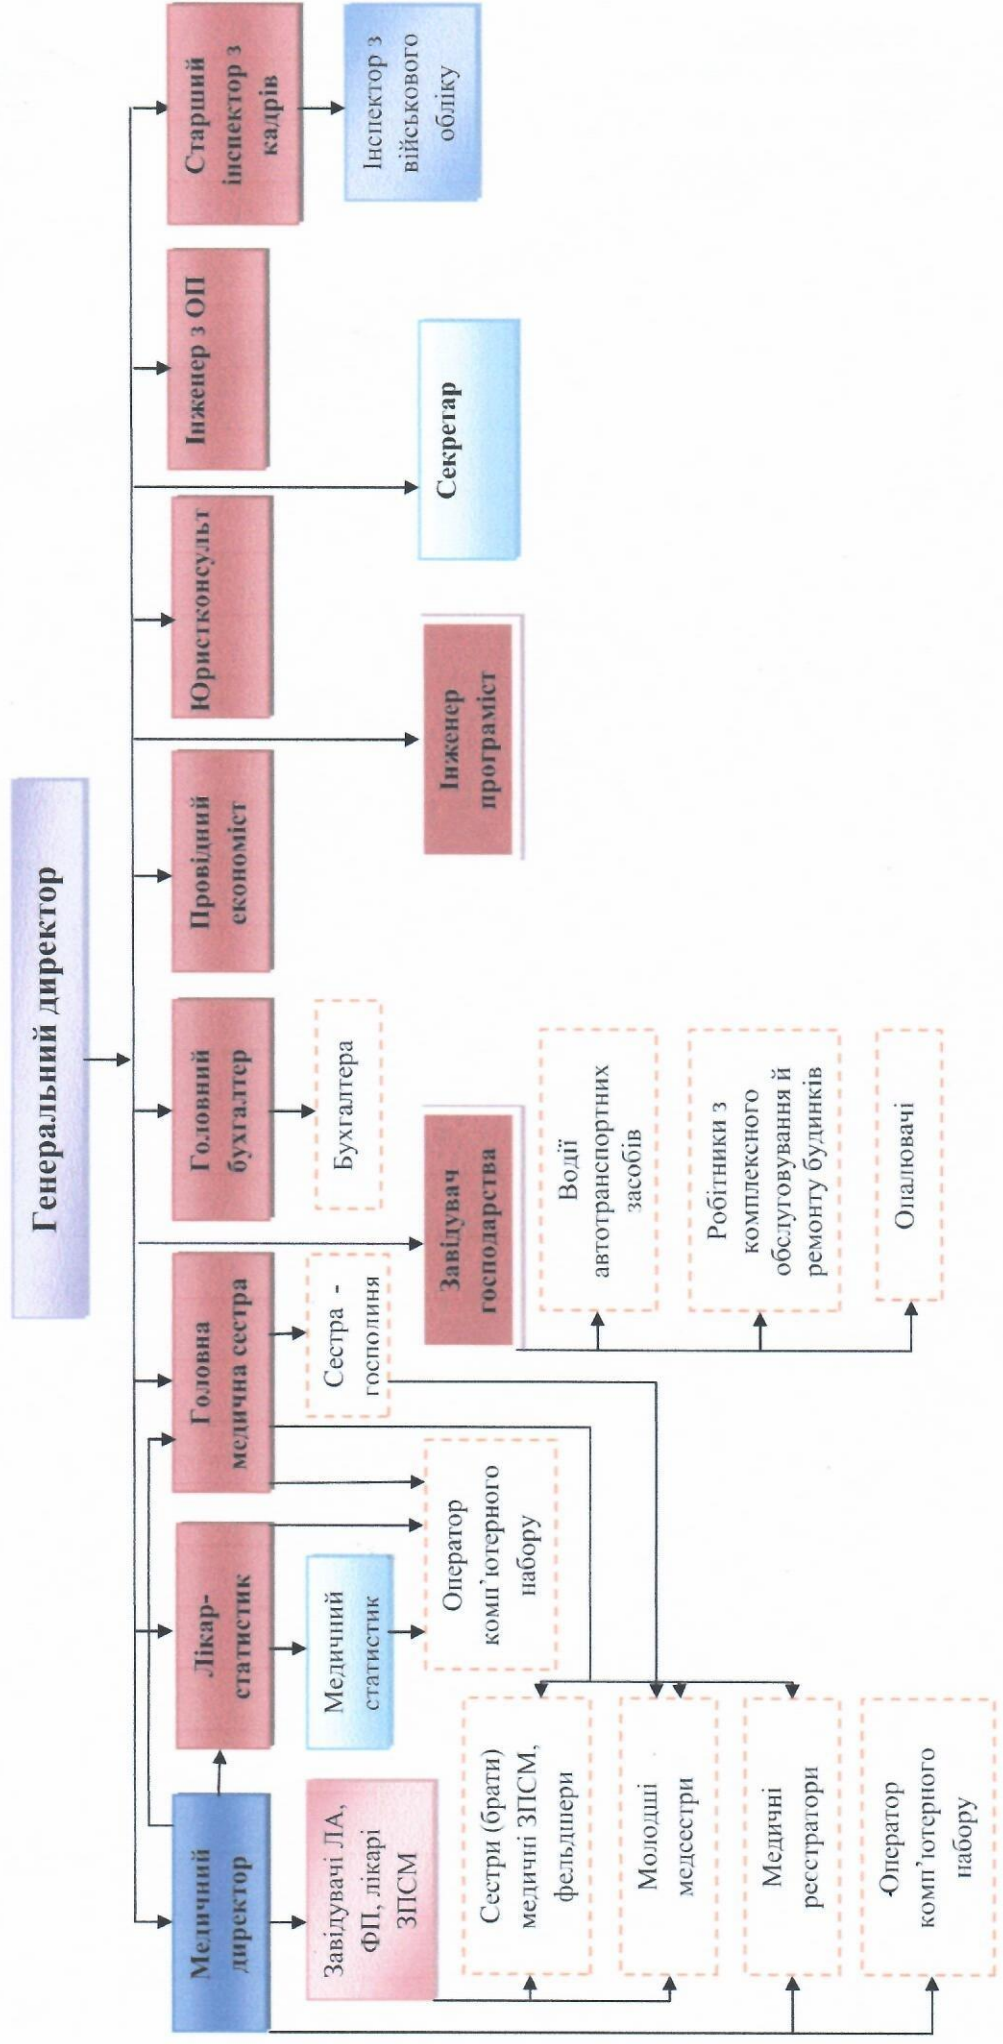 Генеральний директор
Медичний
директор
Лікар-
статистик
Головна
медична сестра
Головний
бухгалтер
Провідний
економіст
Юристконсульт
Інженер з ОП
Старший
інспектор з
кадрів
Завідувачі ЛА,
ФП, лікарі
ЗПСМ
Медичний
статистик
Сестра -
господиня
Бухгалтера
Інспектор з
військового
обліку
Оператор
комп'ютерного
набору
Завідувач
господарства
Інженер
програміст
Секретар
Сестри (брати)
медичні ЗПСМ,
фельдшери
Водії
автотранспортних
засобів
Молодші
медсестри
Робітники з
комплексного
обслуговування й
ремонту будинків
Медичні
реєстратори
Опалювачі
Оператор
комп'ютерного
набору